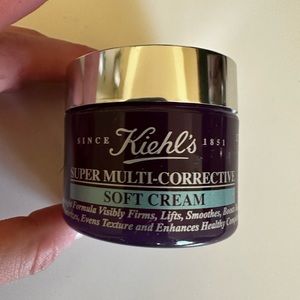 SINCE Kiehl's 1851
SUPER MULTI-CORRECTIVE
SOFT CREAM
Formula Visibly Firms, Lifts, Smoothes,
Evens Texture and Enhances Healthy